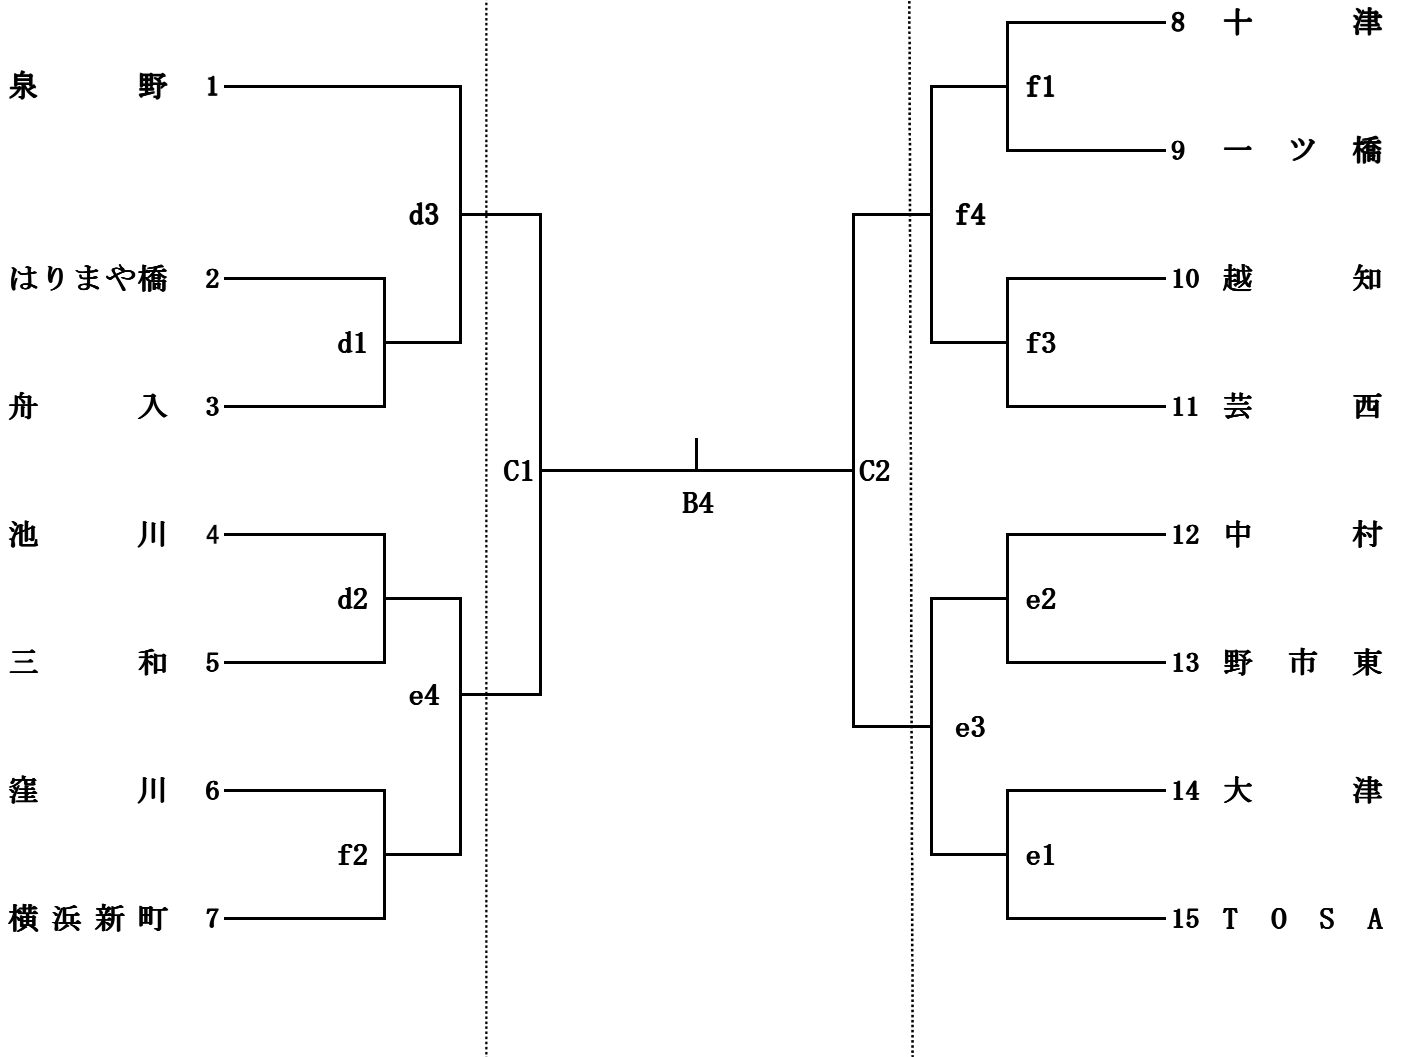 8 十津
泉野 1
f1
9 一ツ橋
d3
f4
はりまや橋 2
10 越知
d1
f3
舟入 3
11 芸西
C1
C2
B4
池川 4
12 中村
d2
e2
三和 5
13 野市東
e4
e3
窪川 6
14 大津
f2
e1
横浜新町 7
15 TOSA